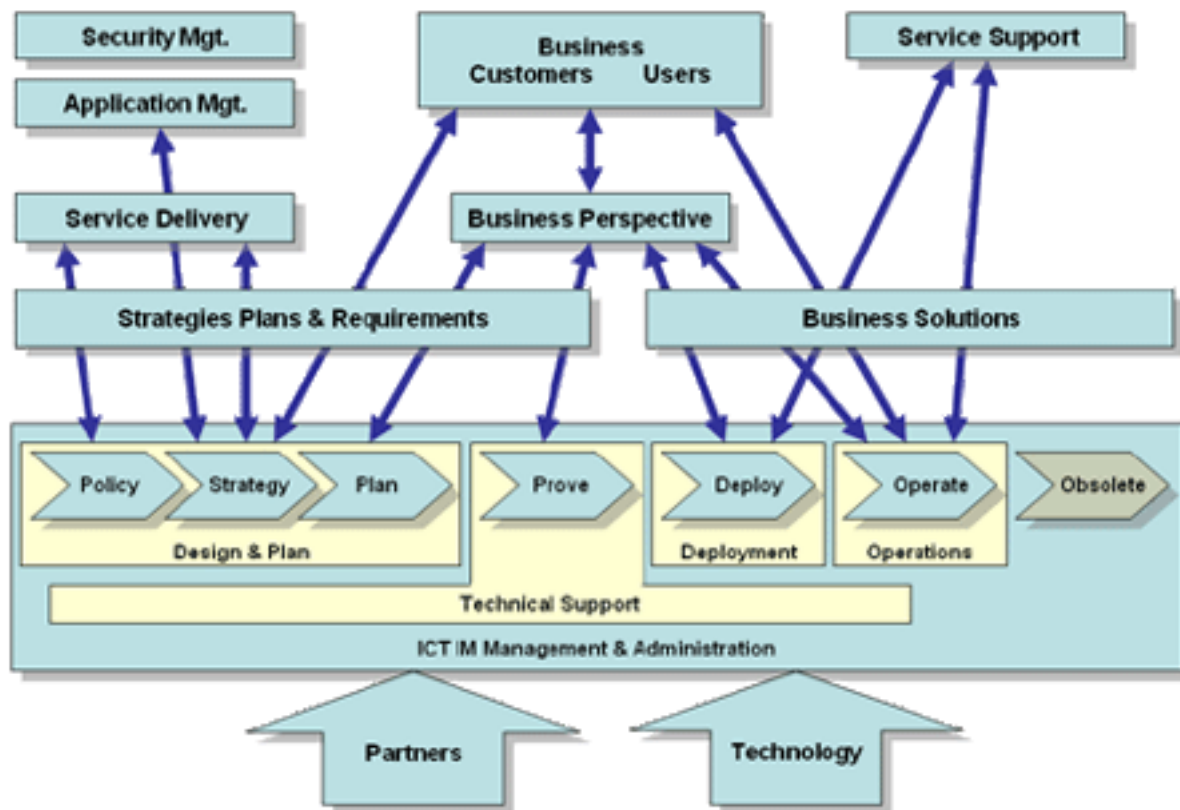 Security Mgt.
Business
Customers Users
Service Support
Application Mgt.
Service Delivery
Business Perspective
Strategies Plans & Requirements
Business Solutions
Policy
Strategy
Plan
Prove
Deploy
Operate
Obsolete
Design & Plan
Deployment
Operations
Technical Support
ICT IM Management & Administration
Partners
Technology